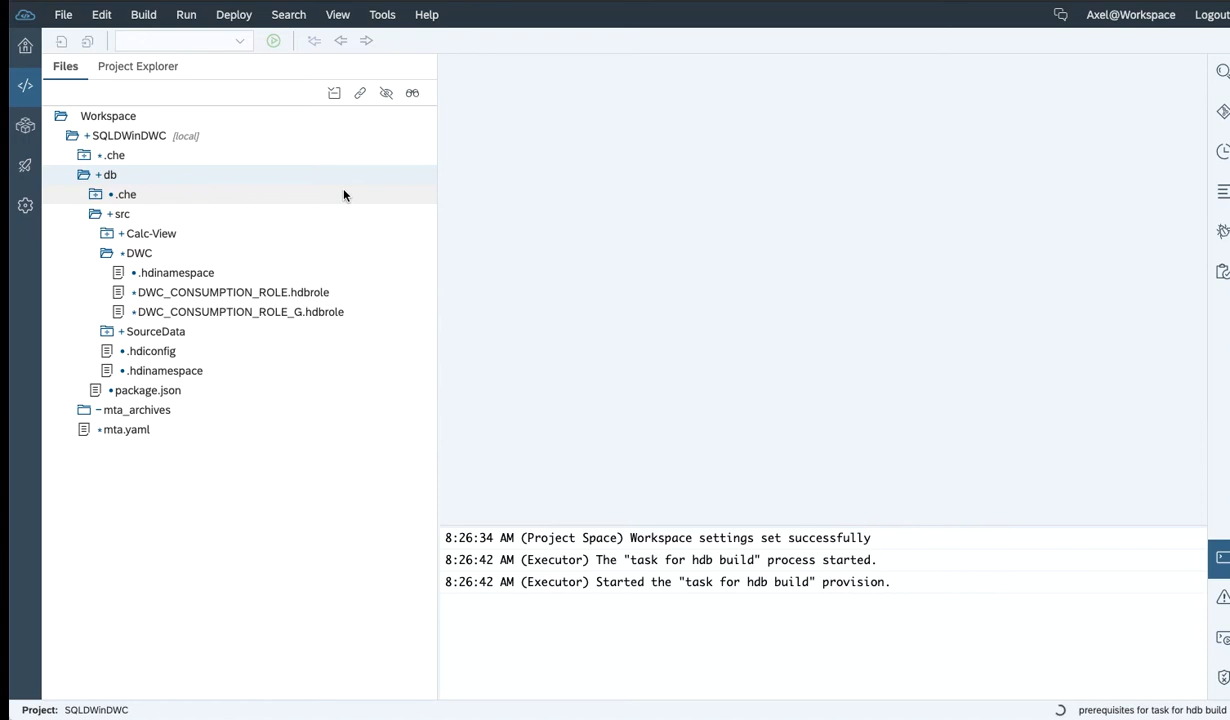 File Edit Build Run Deploy Search View Tools Help Axel@Workspace Logout
Files Project Explorer
Workspace
+ SQLDWinDWC [local]
* .che
+ db
• .che
+ src
+ Calc-View
* DWC
• .hdinamespace
* DWC_CONSUMPTION_ROLE.hdbrole
* DWC_CONSUMPTION_ROLE_G.hdbrole
+ SourceData
• .hdiconfig
• .hdinamespace
• package.json
– mta_archives
* mta.yaml
8:26:34 AM (Project Space) Workspace settings set successfully
8:26:42 AM (Executor) The "task for hdb build" process started.
8:26:42 AM (Executor) Started the "task for hdb build" provision.
Project: SQLDWinDWC prerequisites for task for hdb build